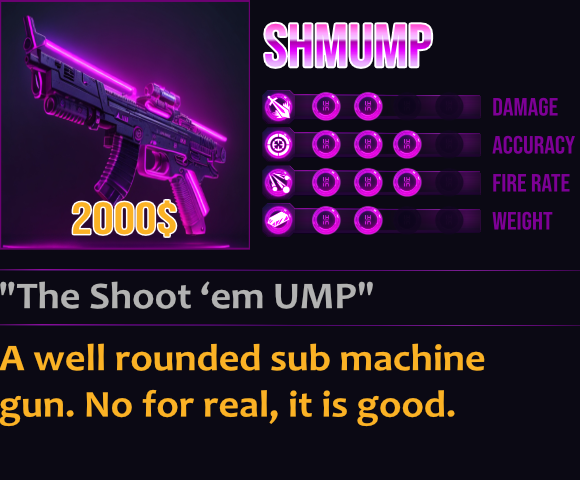 SHMUMP
DAMAGE
ACCURACY
FIRE RATE
WEIGHT
2000$
"The Shoot ‘em UMP"
A well rounded sub machine
gun. No for real, it is good.